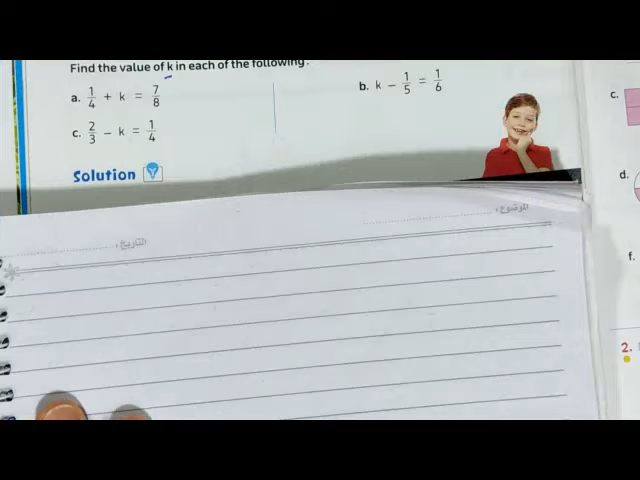 Find the value of k in each of the following:
a. 1/4 + k = 7/8
b. k − 1/5 = 1/6
c. 2/3 − k = 1/4
Solution
الموضوع :
التاريخ :
c.
d.
f.
2.